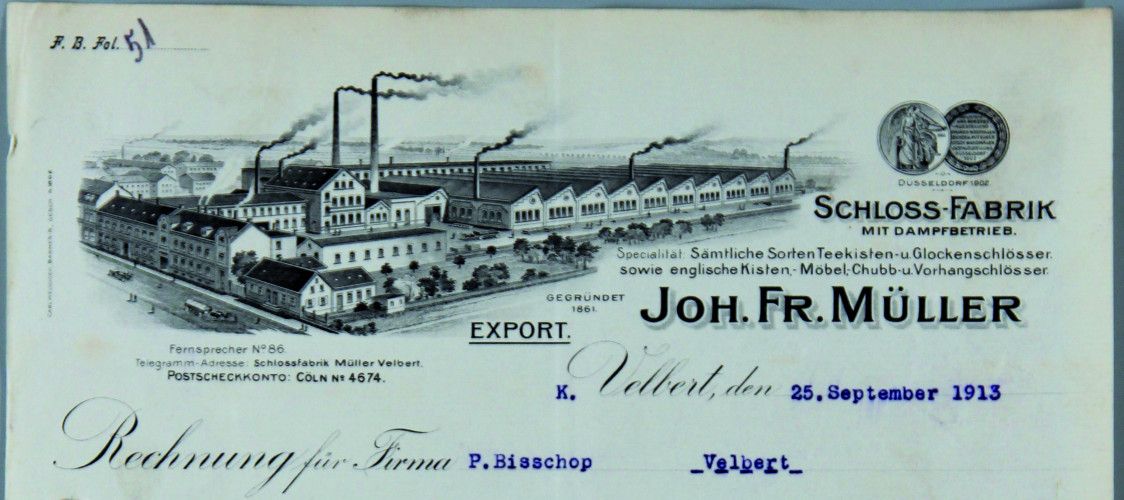 F. B. Fol. 51
DÜSSELDORF 1902
SCHLOSS-FABRIK
MIT DAMPFBETRIEB.
Specialität: Sämtliche Sorten Teekisten- u. Glockenschlösser.
sowie englische Kisten,- Möbel,- Chubb- u. Vorhangschlösser.
GEGRÜNDET
1861.
JOH. FR. MÜLLER
EXPORT.
Fernsprecher No 86.
Telegramm-Adresse: Schlossfabrik Müller Velbert.
POSTSCHECKKONTO: CÖLN No 4674.
K. Velbert, den 25. September 1913
Rechnung für Firma P. Bisschop Velbert